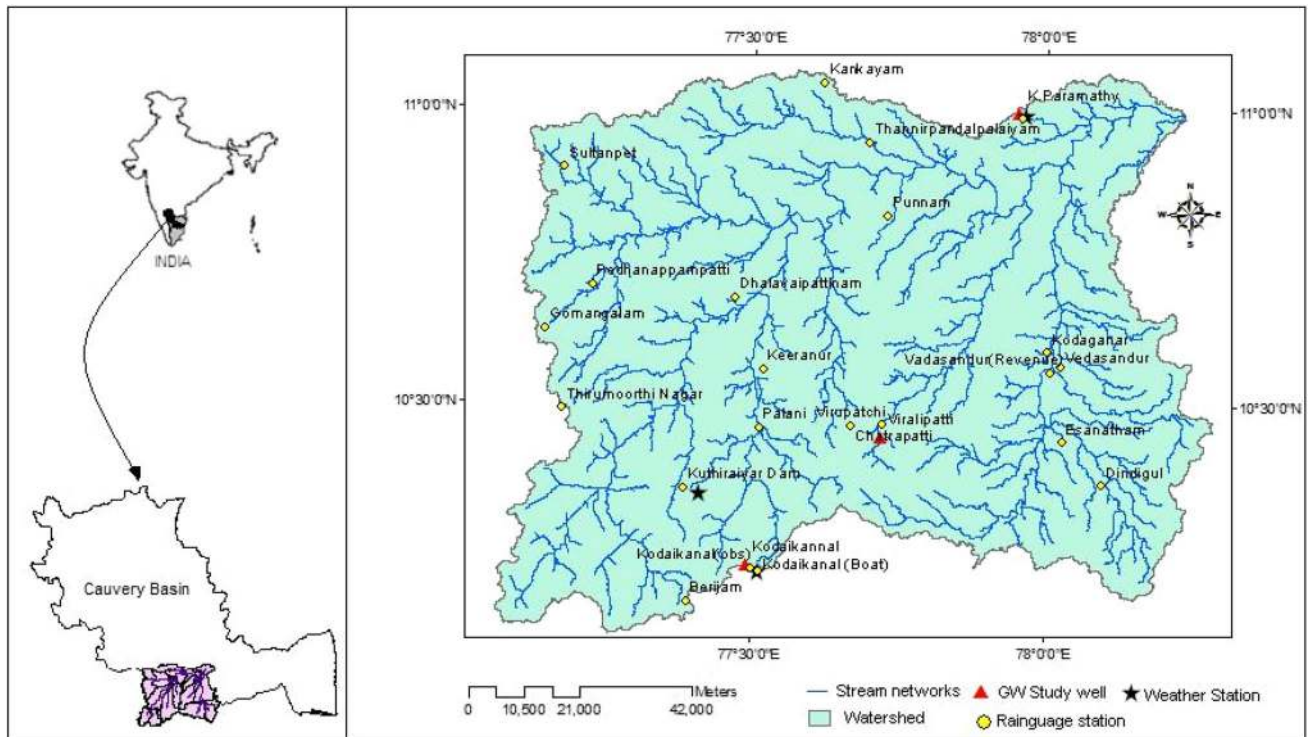 INDIA
Cauvery Basin
77°30'0"E 78°0'0"E
11°0'0"N 11°0'0"N
Kankayam
K.Paramathy
Thannirpandalpalaiyam
Sultanpet
Punnam
N
W E
S
Pedhanappampatti
Dhalavaipattinam
Gomangalam
Kodaganar
Keeranur
Vadasandur(Revenue) Vedasandur
Thirumoorthi Nagar
10°30'0"N 10°30'0"N
Palani Virupatchi Viralipatti
Chatrapatti Esanatham
Kuthiraiyar Dam Dindigul
Kodaikanal(obs) Kodaikannal
Kodaikanal (Boat)
Berijam
77°30'0"E 78°0'0"E
Meters
0 10,500 21,000 42,000
Stream networks GW Study well Weather Station
Watershed Rainguage station